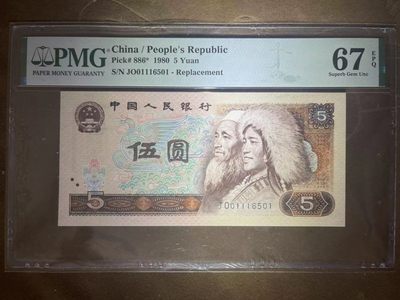 PMG
PAPER MONEY GUARANTY
China / People's Republic
Pick# 886* 1980 5 Yuan
S/N JO01116501 - Replacement
67 EPQ
Superb Gem Unc
中国人民银行
5
伍圆
JO01116501
5
5